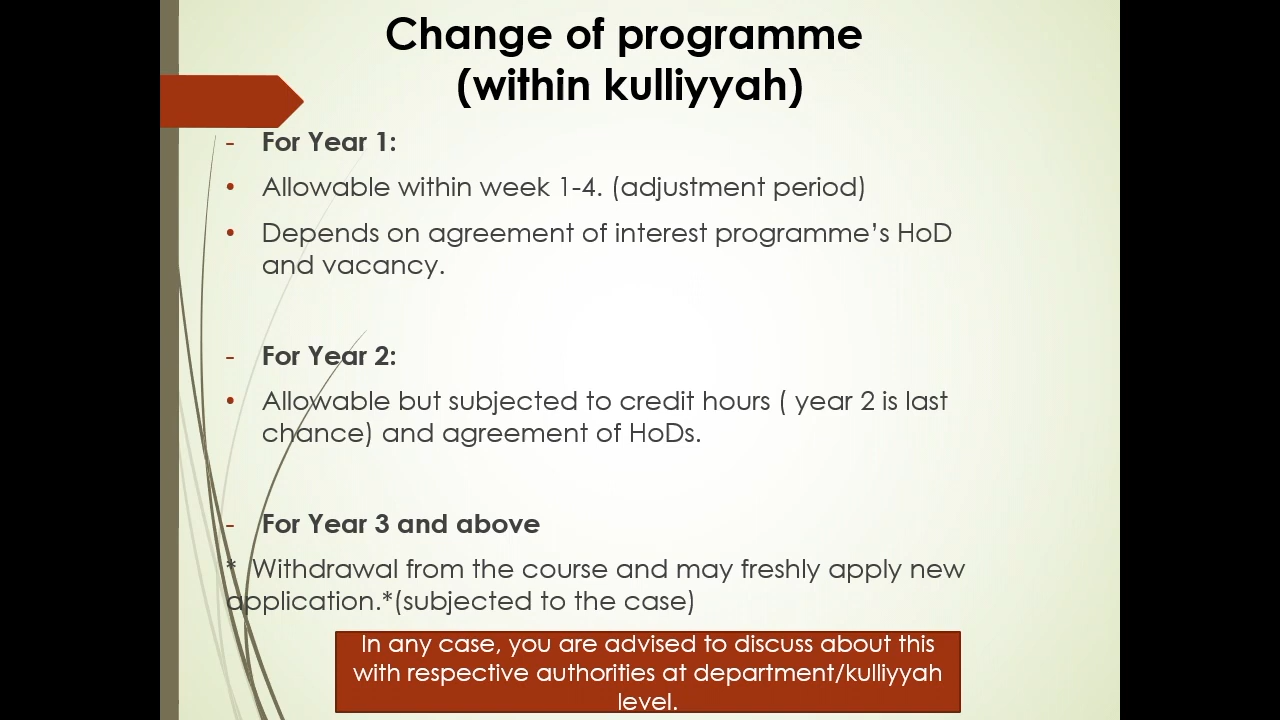 Change of programme
(within kulliyyah)
- For Year 1:
• Allowable within week 1-4. (adjustment period)
• Depends on agreement of interest programme’s HoD
and vacancy.
- For Year 2:
• Allowable but subjected to credit hours ( year 2 is last
chance) and agreement of HoDs.
- For Year 3 and above
* Withdrawal from the course and may freshly apply new
application.*(subjected to the case)
In any case, you are advised to discuss about this
with respective authorities at department/kulliyyah
level.